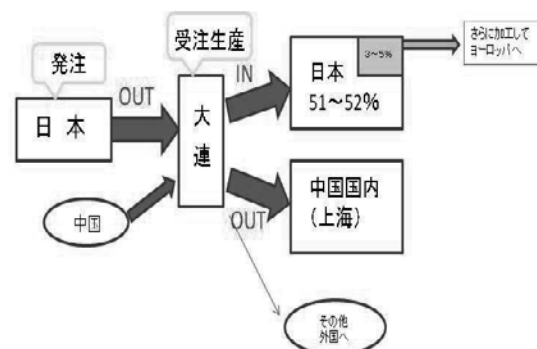 発注
日本
OUT
受注生産
大
連
IN
日本
51～52%
3～5%
さらに加工して
ヨーロッパへ
中国
OUT
中国国内
(上海)
その他
外国へ